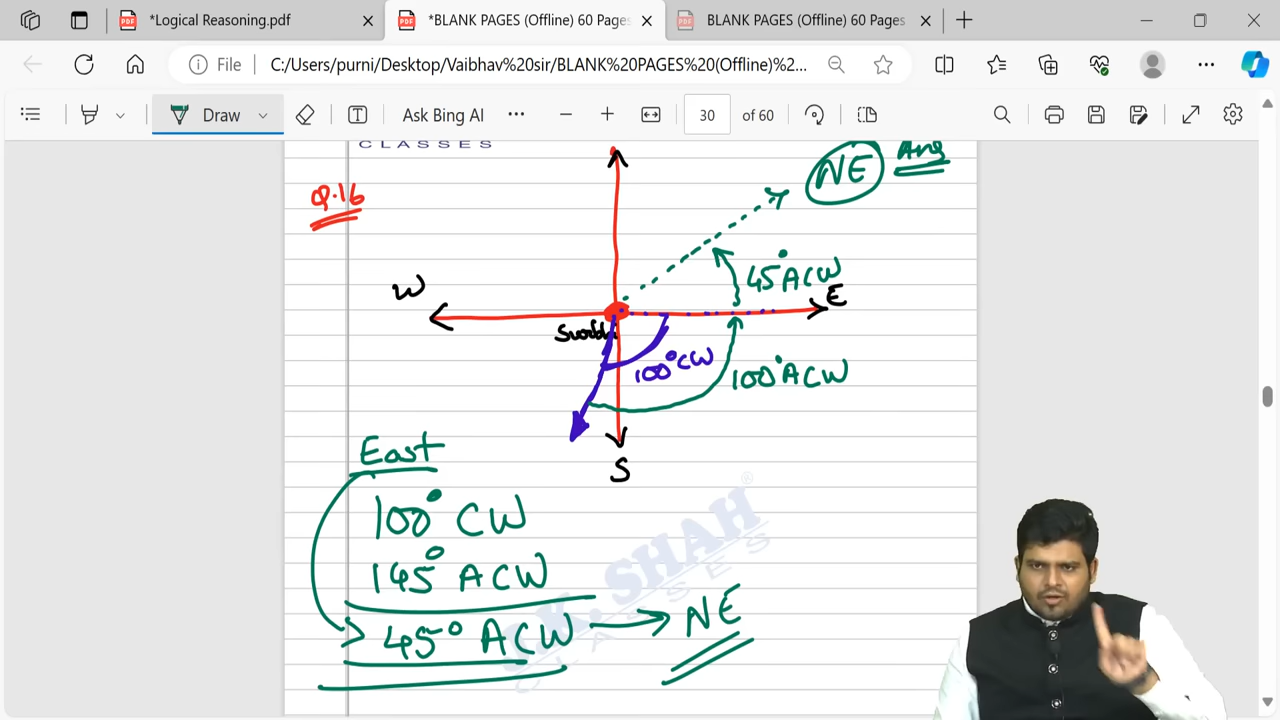 *Logical Reasoning.pdf
*BLANK PAGES (Offline) 60 Pages
BLANK PAGES (Offline) 60 Pages
File
C:/Users/purni/Desktop/Vaibhav%20sir/BLANK%20PAGES%20(Offline)%2...
Draw
Ask Bing AI
30
of 60
CLASSES
NE
Ans
Q.16
45° ACW
W
E
100° CW
100° ACW
S
East
100° CW
145° ACW
45° ACW → NE
S.K. SHAH
CLASSES